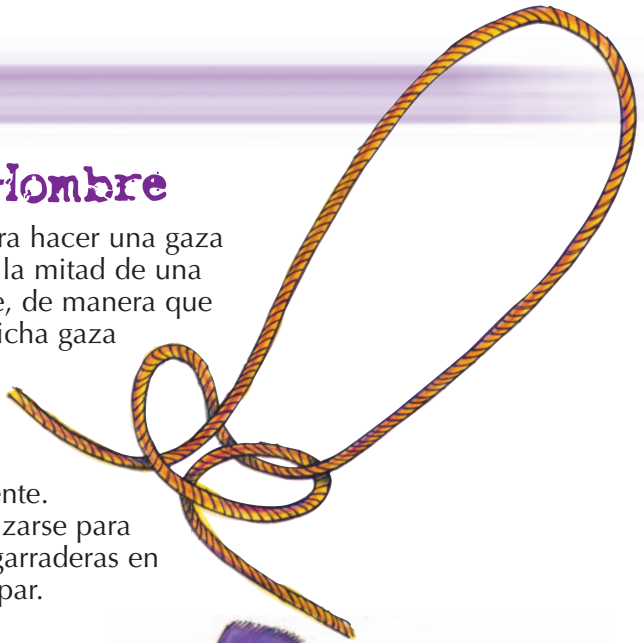 Hombre
ra hacer una gaza
la mitad de una
e, de manera que
icha gaza
ente.
zarse para
garraderas en
par.